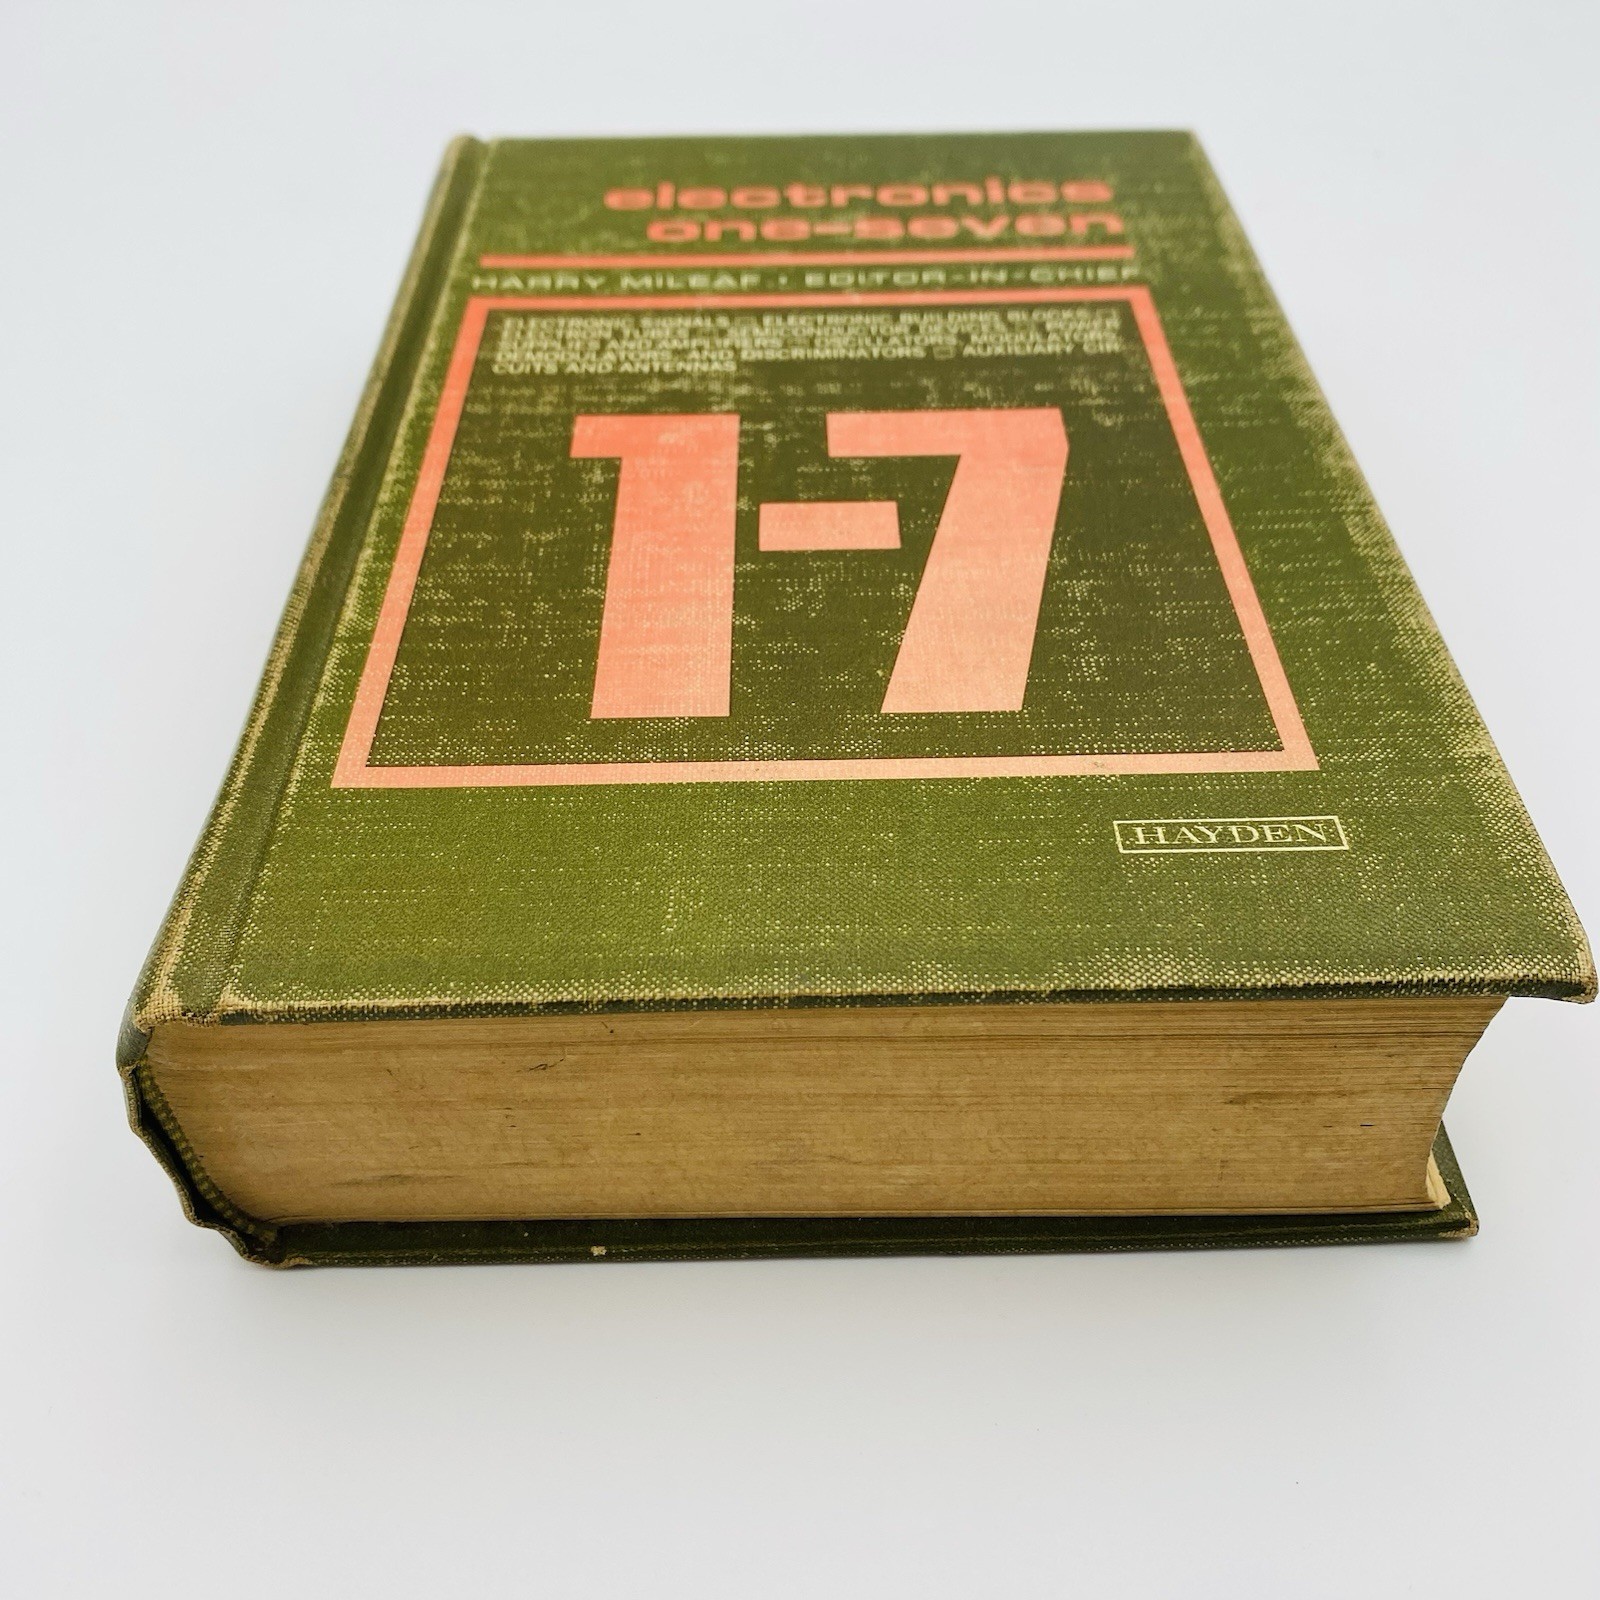 electronics
one-seven
HARRY MILEAF · EDITOR-IN-CHIEF
ELECTRONIC SIGNALS □ ELECTRONIC BUILDING BLOCKS □
ELECTRON TUBES □ SEMICONDUCTOR DEVICES □ POWER
SUPPLIES AND AMPLIFIERS □ OSCILLATORS, MODULATORS,
DEMODULATORS, AND DISCRIMINATORS □ AUXILIARY CIR-
CUITS AND ANTENNAS
1-7
HAYDEN